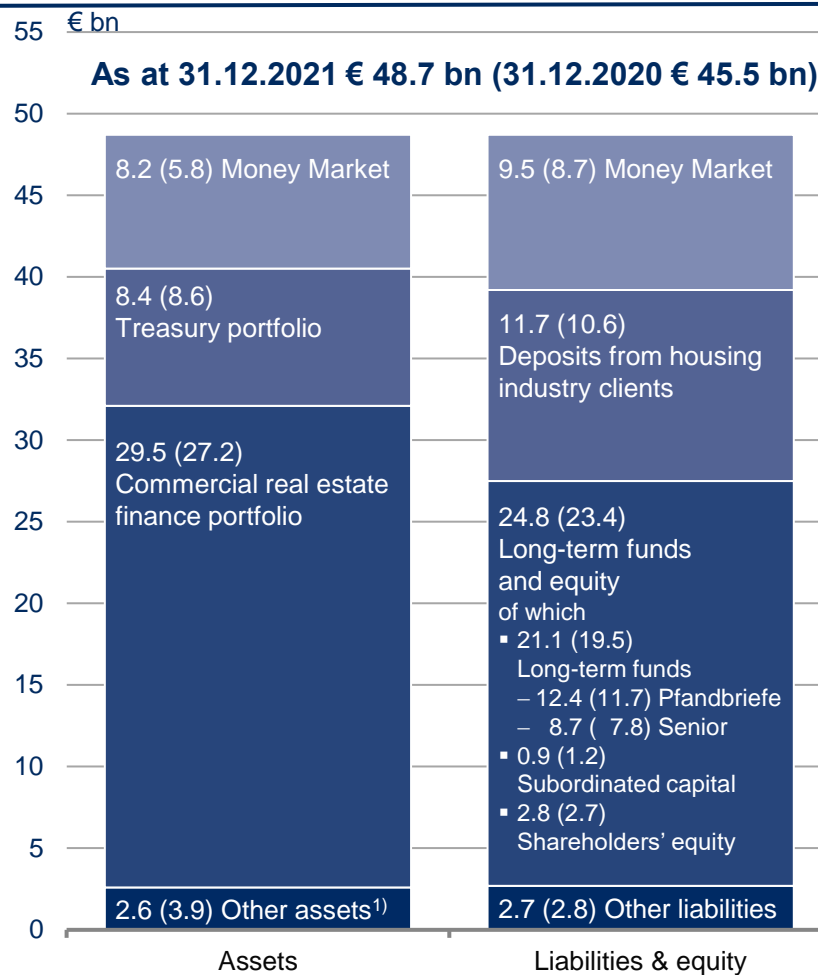 € bn
As at 31.12.2021 € 48.7 bn (31.12.2020 € 45.5 bn)
55
50
45
40
35
30
25
20
15
10
5
0
8.2 (5.8) Money Market
8.4 (8.6)
Treasury portfolio
29.5 (27.2)
Commercial real estate
finance portfolio
2.6 (3.9) Other assets¹⁾
Assets
9.5 (8.7) Money Market
11.7 (10.6)
Deposits from housing
industry clients
24.8 (23.4)
Long-term funds
and equity
of which
▪ 21.1 (19.5)
Long-term funds
– 12.4 (11.7) Pfandbriefe
– 8.7 ( 7.8) Senior
▪ 0.9 (1.2)
Subordinated capital
▪ 2.8 (2.7)
Shareholders’ equity
2.7 (2.8) Other liabilities
Liabilities & equity